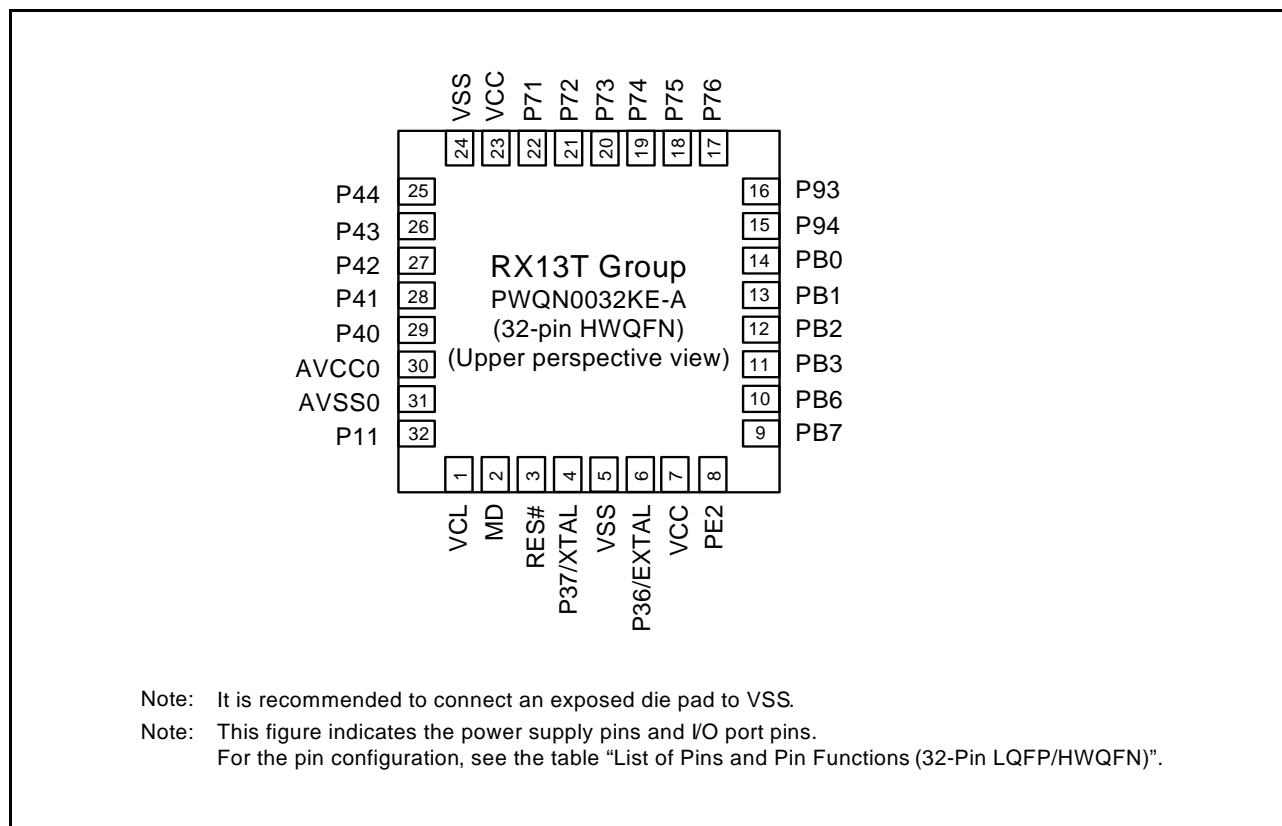 VSS
VCC
P71
P72
P73
P74
P75
P76
24
23
22
21
20
19
18
17
P44 25
P43 26
P42 27
P41 28
P40 29
AVCC0 30
AVSS0 31
P11 32
RX13T Group
PWQN0032KE-A
(32-pin HWQFN)
(Upper perspective view)
16 P93
15 P94
14 PB0
13 PB1
12 PB2
11 PB3
10 PB6
9 PB7
1
2
3
4
5
6
7
8
VCL
MD
RES#
P37/XTAL
VSS
P36/EXTAL
VCC
PE2
Note: It is recommended to connect an exposed die pad to VSS.
Note: This figure indicates the power supply pins and I/O port pins.
For the pin configuration, see the table “List of Pins and Pin Functions (32-Pin LQFP/HWQFN)”.